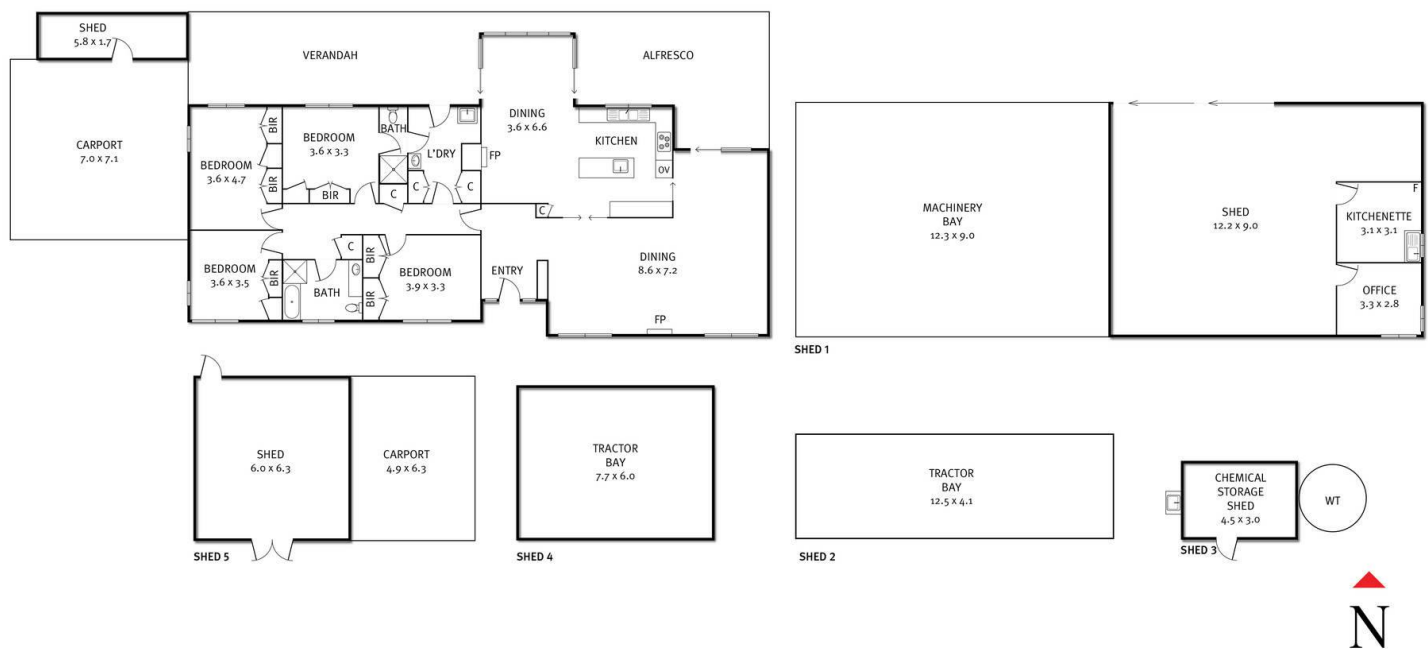 SHED
5.8 x 1.7
VERANDAH
ALFRESCO
CARPORT
7.0 x 7.1
BEDROOM
3.6 x 4.7
BIR
BIR
BEDROOM
3.6 x 3.3
BIR
BATH
C
L'DRY
C
C
FP
DINING
3.6 x 6.6
KITCHEN
OV
C
BEDROOM
3.6 x 3.5
BIR
C
BATH
BIR
BIR
BEDROOM
3.9 x 3.3
ENTRY
DINING
8.6 x 7.2
FP
MACHINERY
BAY
12.3 x 9.0
SHED
12.2 x 9.0
F
KITCHENETTE
3.1 x 3.1
OFFICE
3.3 x 2.8
SHED 1
SHED
6.0 x 6.3
CARPORT
4.9 x 6.3
SHED 5
TRACTOR
BAY
7.7 x 6.0
SHED 4
TRACTOR
BAY
12.5 x 4.1
SHED 2
CHEMICAL
STORAGE
SHED
4.5 x 3.0
WT
SHED 3
N